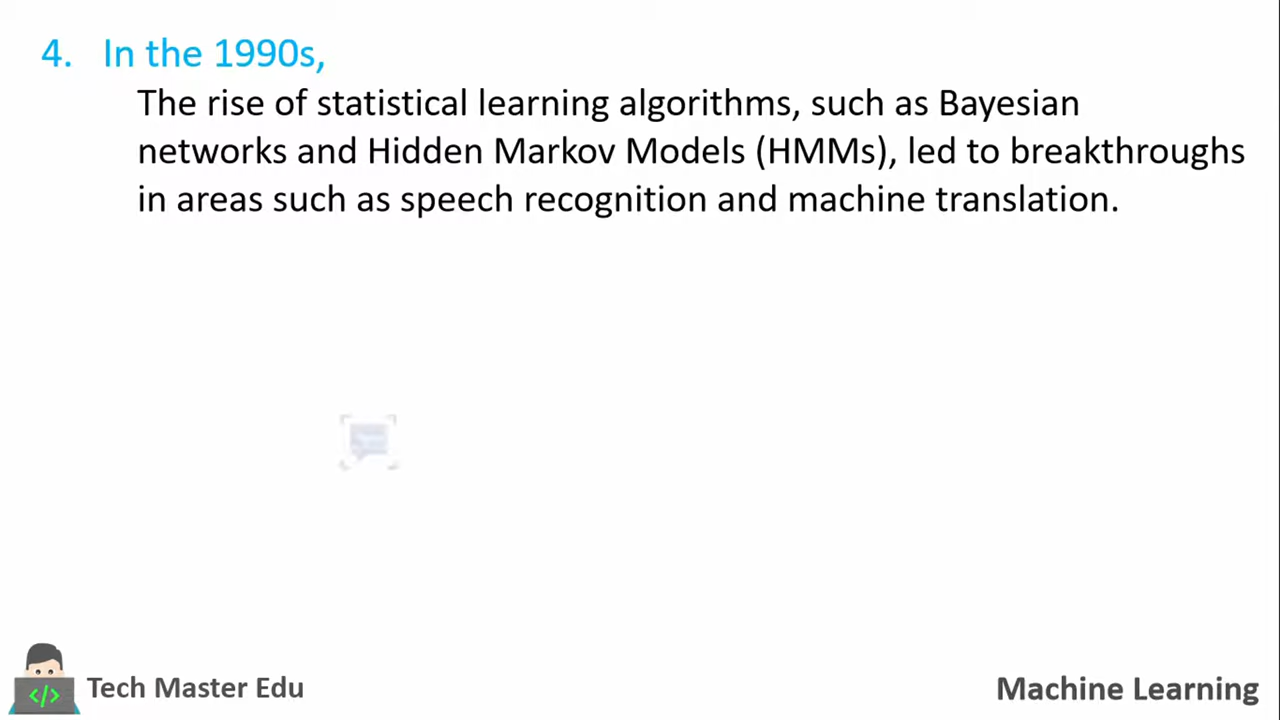 4. In the 1990s,
The rise of statistical learning algorithms, such as Bayesian
networks and Hidden Markov Models (HMMs), led to breakthroughs
in areas such as speech recognition and machine translation.
</>
Tech Master Edu
Machine Learning